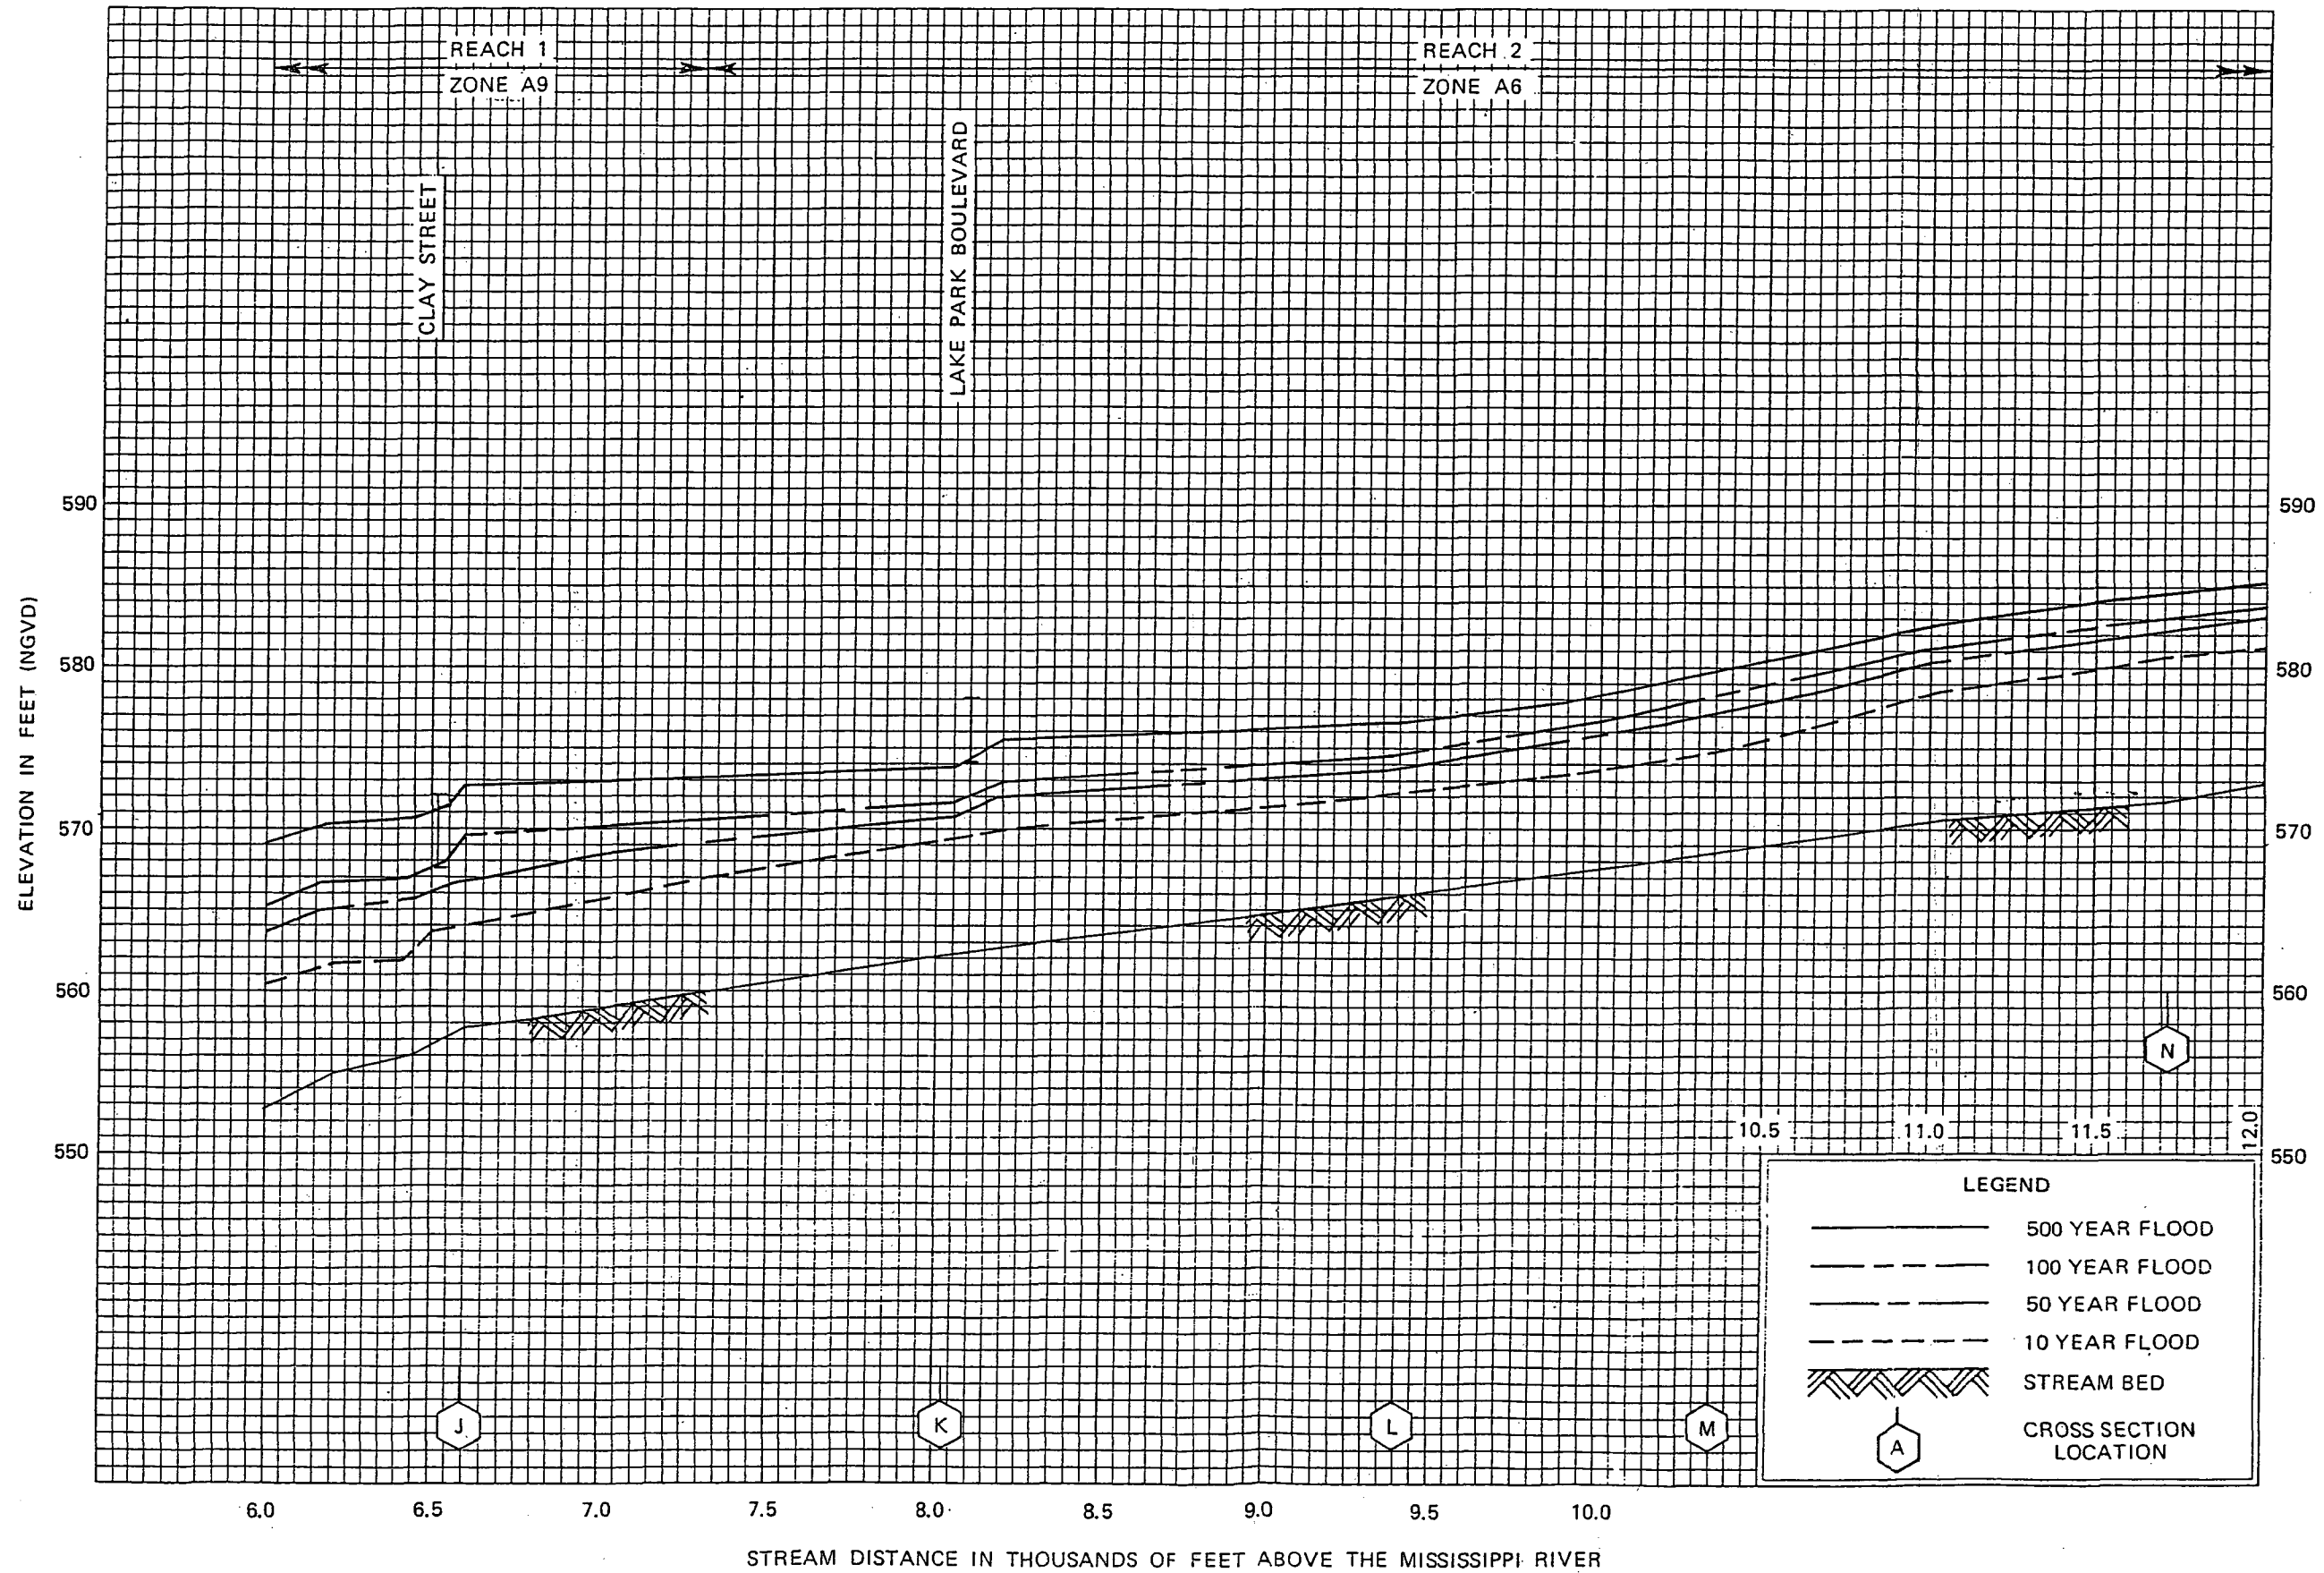 REACH 1
ZONE A9
REACH 2
ZONE A6
CLAY STREET
LAKE PARK BOULEVARD
ELEVATION IN FEET (NGVD)
590
580
570
560
550
590
580
570
560
550
N
10.5
11.0
11.5
12.0
LEGEND
500 YEAR FLOOD
100 YEAR FLOOD
50 YEAR FLOOD
10 YEAR FLOOD
STREAM BED
A
CROSS SECTION
LOCATION
J
K
L
M
6.0
6.5
7.0
7.5
8.0
8.5
9.0
9.5
10.0
STREAM DISTANCE IN THOUSANDS OF FEET ABOVE THE MISSISSIPPI RIVER